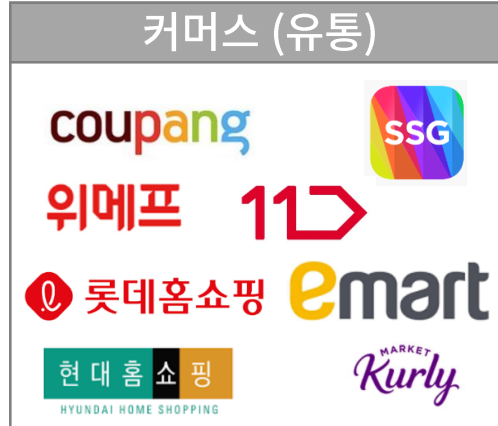 커머스 (유통)
coupang
SSG
위메프
11
롯데홈쇼핑
emart
현대홈쇼핑
HYUNDAI HOME SHOPPING
MARKET
Kurly